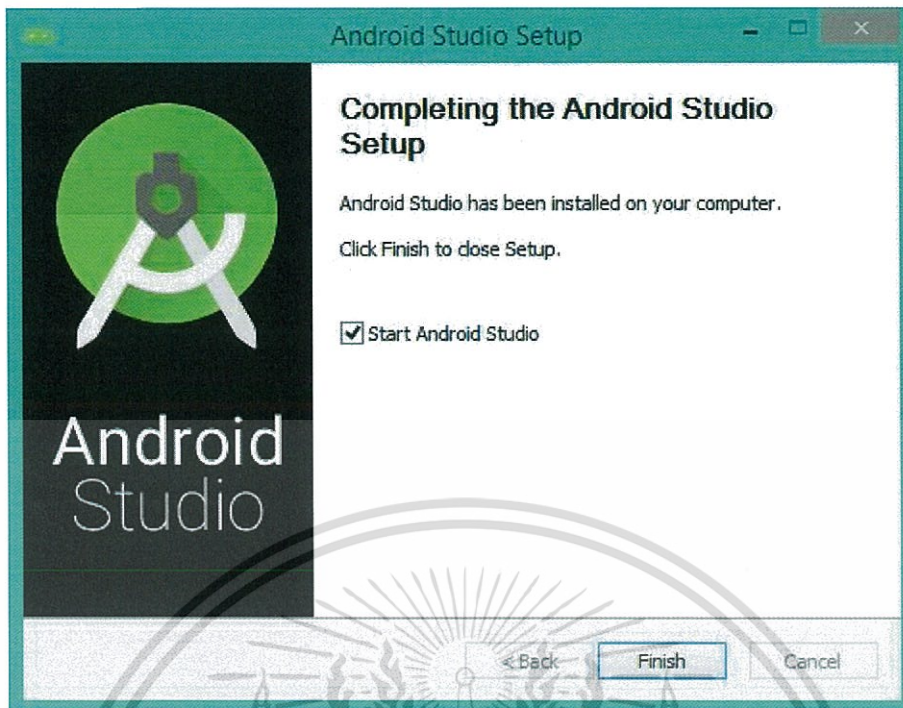 Android Studio Setup
Completing the Android Studio
Setup
Android Studio has been installed on your computer.
Click Finish to close Setup.
Start Android Studio
Android
Studio
< Back
Finish
Cancel